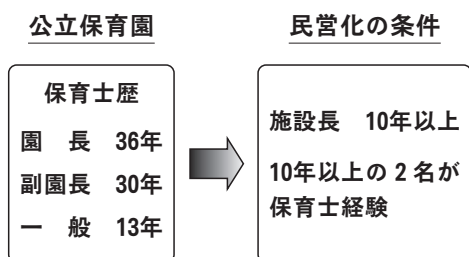 公立保育園
保育士歴
園　長　36年
副園長　30年
一　般　13年
民営化の条件
施設長　10年以上
10年以上の2名が
保育士経験